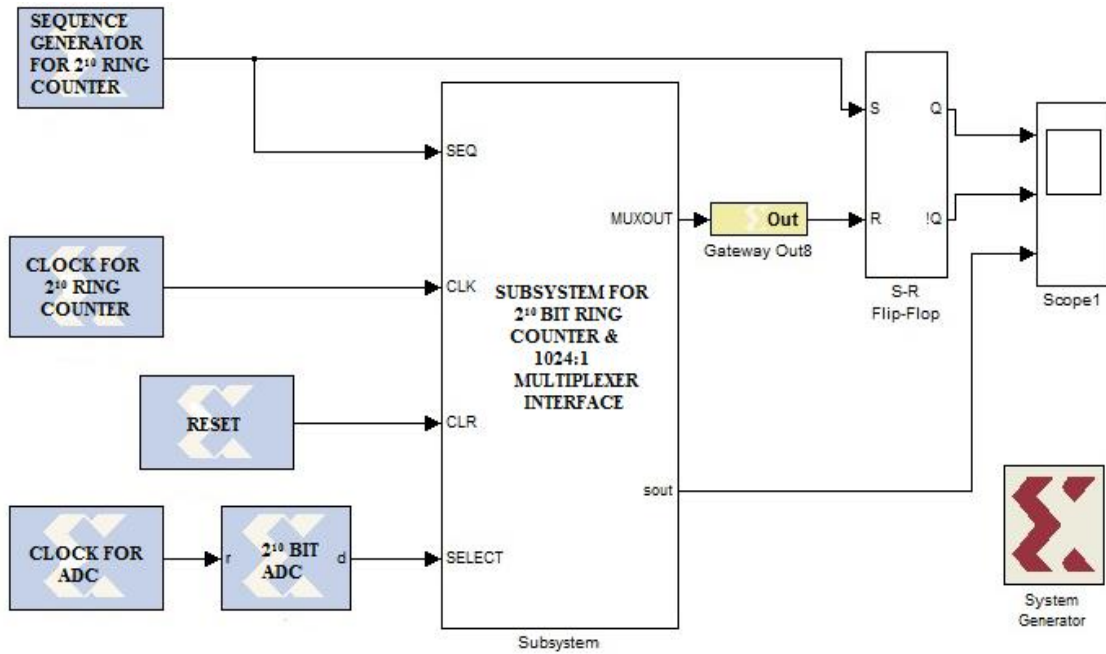 SEQUENCE
GENERATOR
FOR 2¹⁰ RING
COUNTER
SEQ
CLOCK FOR
2¹⁰ RING
COUNTER
CLK
RESET
CLR
CLOCK FOR
ADC
r
2¹⁰ BIT
ADC
d
SELECT
SUBSYSTEM FOR
2¹⁰ BIT RING
COUNTER &
1024:1
MULTIPLEXER
INTERFACE
MUXOUT
sout
Subsystem
Out
Gateway Out8
S
Q
R
!Q
S-R
Flip-Flop
Scope1
System
Generator